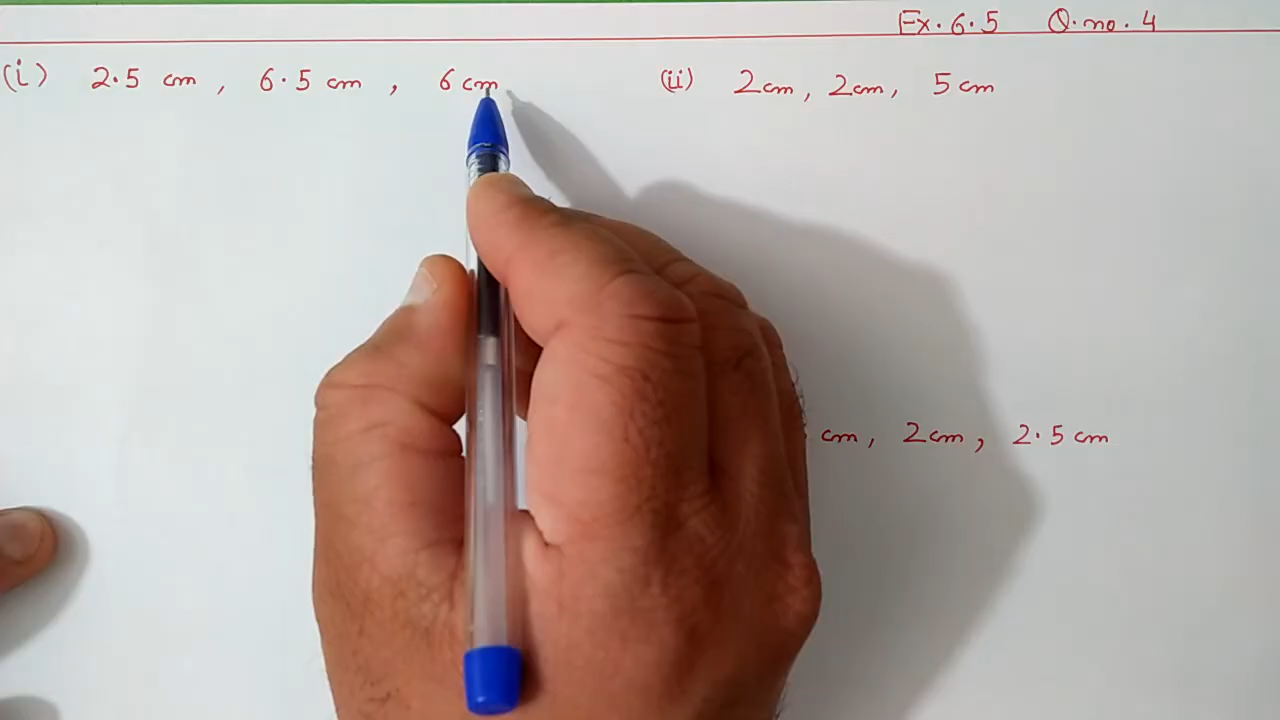 Ex. 6.5 Q. no. 4
(i) 2.5 cm, 6.5 cm, 6 cm (ii) 2cm, 2cm, 5 cm
cm, 2cm, 2.5 cm